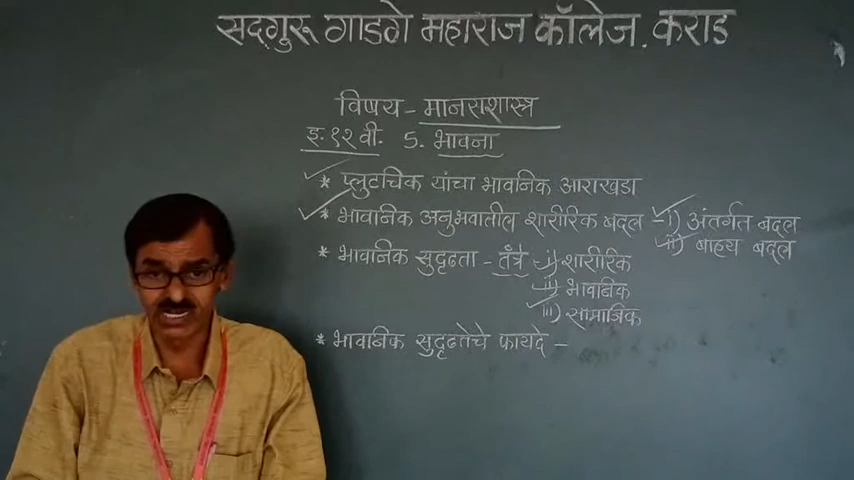 सद्गुरू गाडगे महाराज कॉलेज. कराड
विषय - मानसशास्त्र
इ. १२ वी. 5. भावना
* प्लुटचिक यांचा भावनिक आराखडा
* भावनिक अनुभवातील शारीरिक बदल - i) अंतर्गत बदल
ii) बाहय बदल
* भावनिक सुदृढता - तंत्रे - i) शारीरिक
ii) भावनिक
iii) सामाजिक
* भावनिक सुदृढतेचे फायदे -